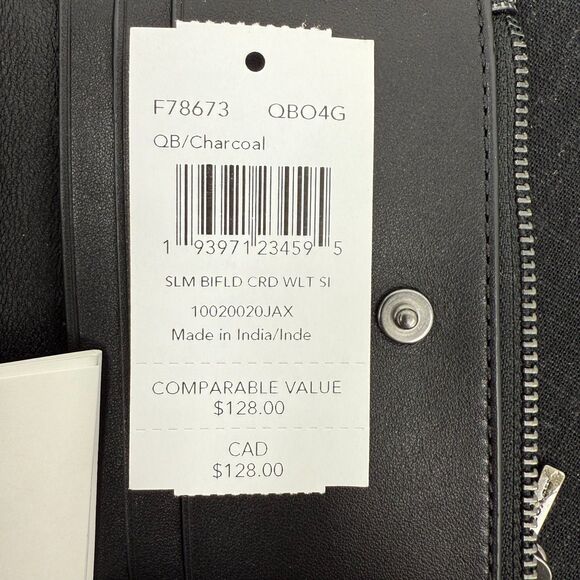 F78673 QBO4G
QB/Charcoal
1 93971 23459 5
SLM BIFLD CRD WLT SI
10020020JAX
Made in India/Inde
COMPARABLE VALUE
$128.00
CAD
$128.00